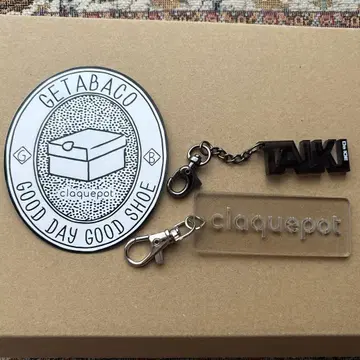 GETABACO
G
B
claquepot
GOOD DAY GOOD SHOE
TALK!
claquepot